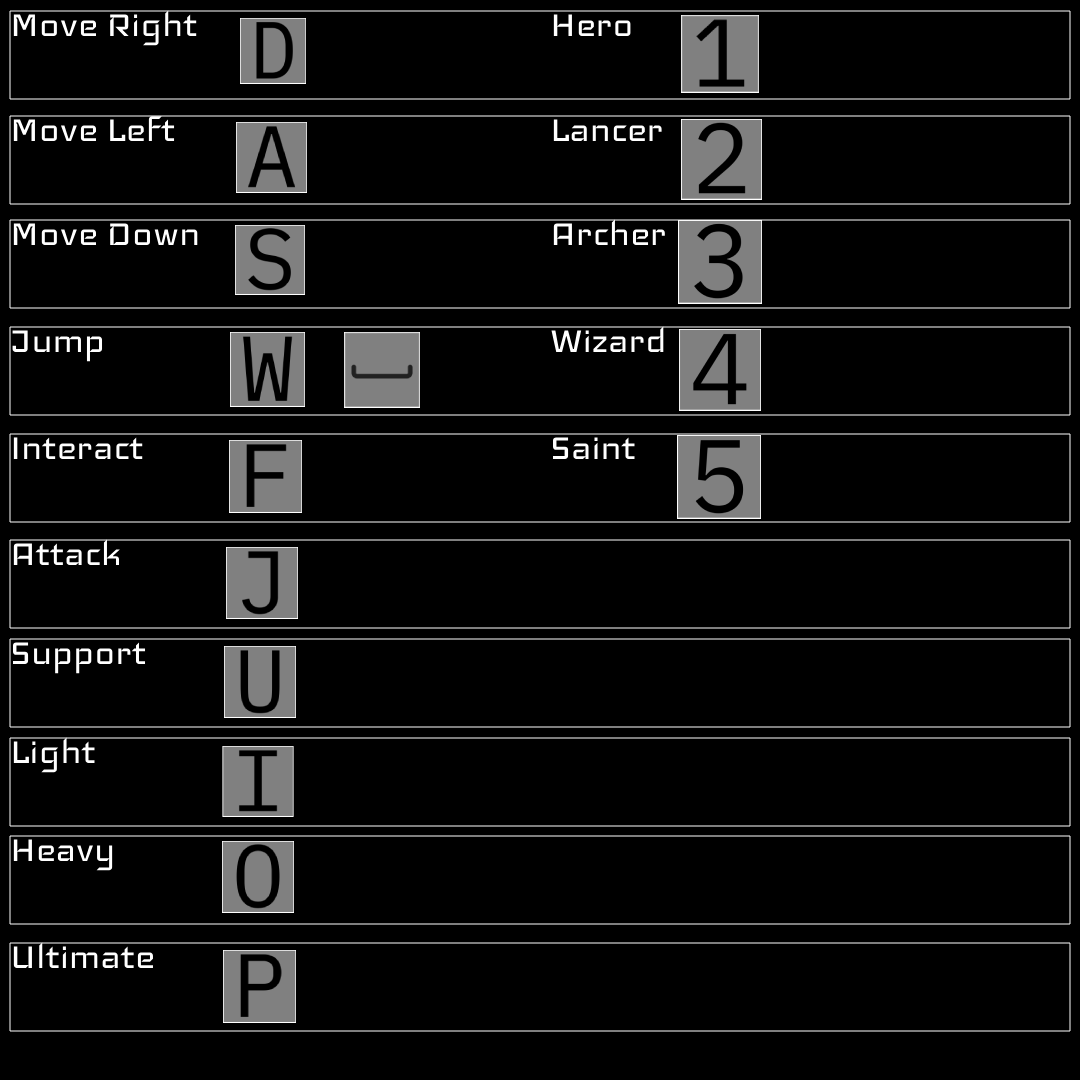 Move Right D Hero 1
Move Left A Lancer 2
Move Down S Archer 3
Jump W Wizard 4
Interact F Saint 5
Attack J
Support U
Light I
Heavy O
Ultimate P